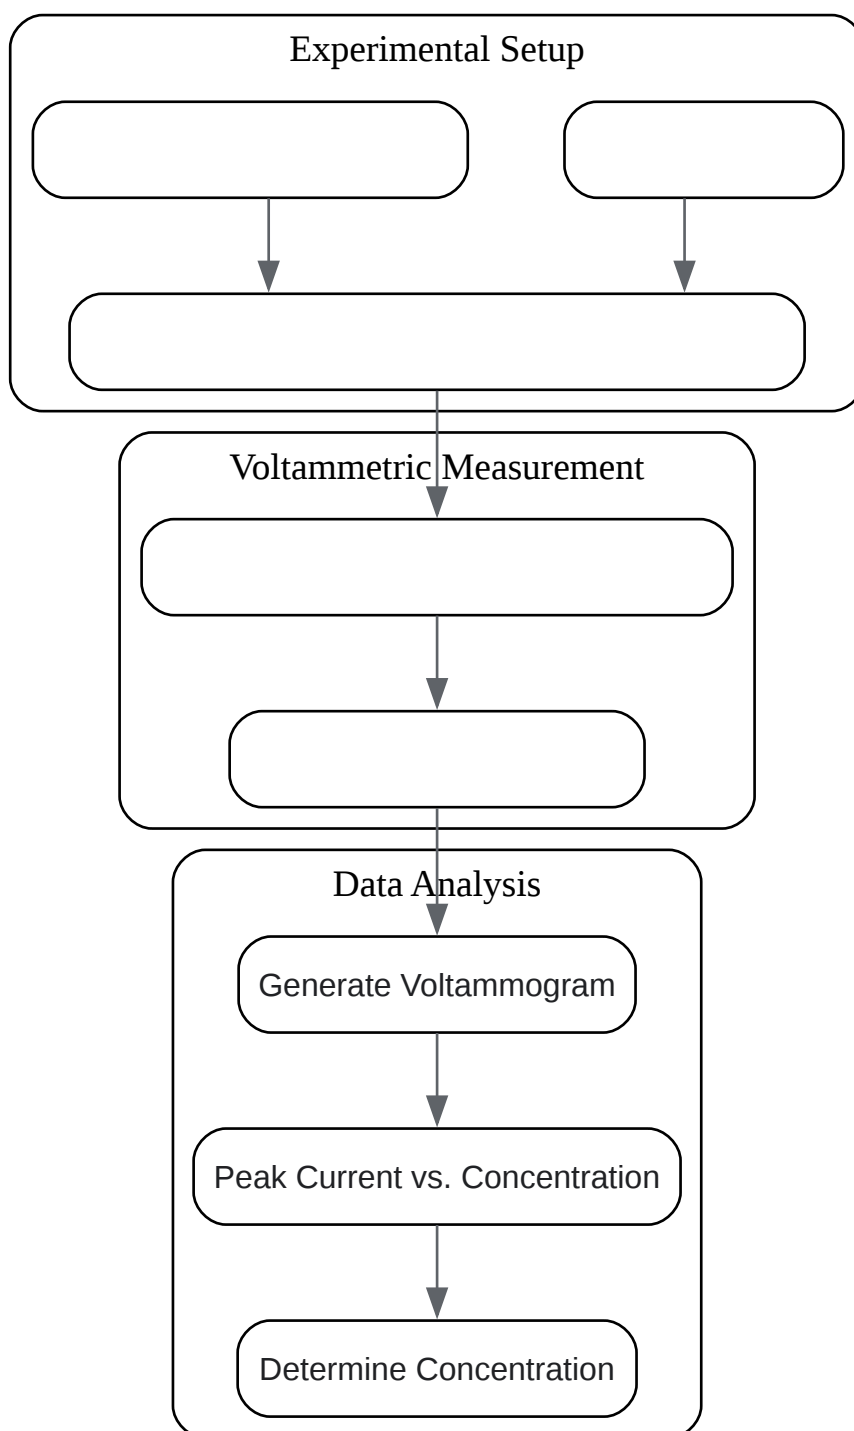 Experimental Setup
Voltammetric Measurement
Data Analysis
Generate Voltammogram
Peak Current vs. Concentration
Determine Concentration